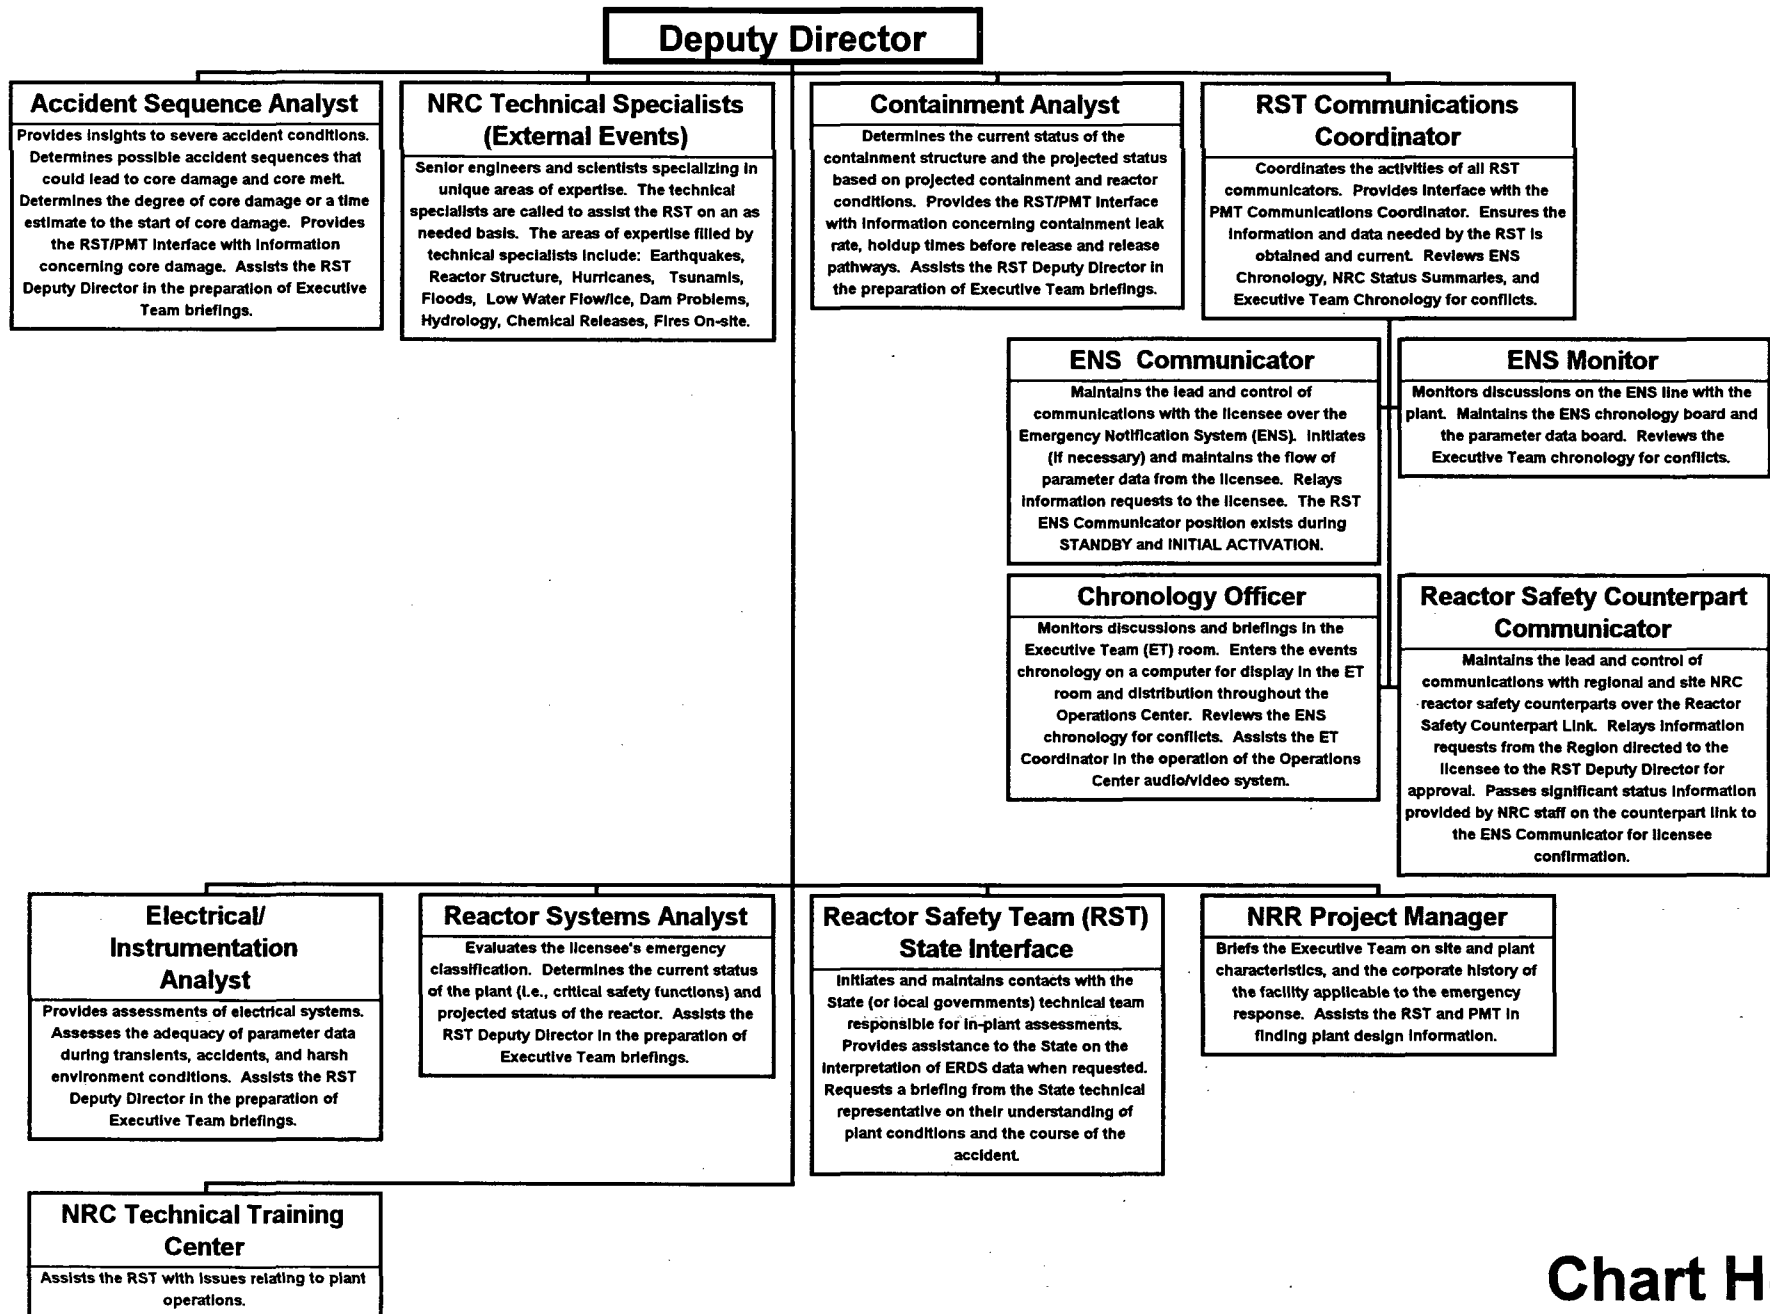 Deputy Director
Accident Sequence Analyst
Provides insights to severe accident conditions.
Determines possible accident sequences that
could lead to core damage and core melt.
Determines the degree of core damage or a time
estimate to the start of core damage. Provides
the RST/PMT Interface with information
concerning core damage. Assists the RST
Deputy Director in the preparation of Executive
Team briefings.
NRC Technical Specialists
(External Events)
Senior engineers and scientists specializing in
unique areas of expertise. The technical
specialists are called to assist the RST on an as
needed basis. The areas of expertise filled by
technical specialists include: Earthquakes,
Reactor Structure, Hurricanes, Tsunamis,
Floods, Low Water Flow/Ice, Dam Problems,
Hydrology, Chemical Releases, Fires On-site.
Containment Analyst
Determines the current status of the
containment structure and the projected status
based on projected containment and reactor
conditions. Provides the RST/PMT Interface
with information concerning containment leak
rate, holdup times before release and release
pathways. Assists the RST Deputy Director in
the preparation of Executive Team briefings.
RST Communications
Coordinator
Coordinates the activities of all RST
communicators. Provides interface with the
PMT Communications Coordinator. Ensures the
information and data needed by the RST is
obtained and current. Reviews ENS
Chronology, NRC Status Summaries, and
Executive Team Chronology for conflicts.
ENS Communicator
Maintains the lead and control of
communications with the licensee over the
Emergency Notification System (ENS). Initiates
(if necessary) and maintains the flow of
parameter data from the licensee. Relays
information requests to the licensee. The RST
ENS Communicator position exists during
STANDBY and INITIAL ACTIVATION.
ENS Monitor
Monitors discussions on the ENS line with the
plant. Maintains the ENS chronology board and
the parameter data board. Reviews the
Executive Team chronology for conflicts.
Chronology Officer
Monitors discussions and briefings in the
Executive Team (ET) room. Enters the events
chronology on a computer for display in the ET
room and distribution throughout the
Operations Center. Reviews the ENS
chronology for conflicts. Assists the ET
Coordinator in the operation of the Operations
Center audio/video system.
Reactor Safety Counterpart
Communicator
Maintains the lead and control of
communications with regional and site NRC
reactor safety counterparts over the Reactor
Safety Counterpart Link. Relays information
requests from the Region directed to the
licensee to the RST Deputy Director for
approval. Passes significant status information
provided by NRC staff on the counterpart link to
the ENS Communicator for licensee
confirmation.
Electrical/
Instrumentation
Analyst
Provides assessments of electrical systems.
Assesses the adequacy of parameter data
during transients, accidents, and harsh
environment conditions. Assists the RST
Deputy Director in the preparation of
Executive Team briefings.
Reactor Systems Analyst
Evaluates the licensee's emergency
classification. Determines the current status
of the plant (i.e., critical safety functions) and
projected status of the reactor. Assists the
RST Deputy Director in the preparation of
Executive Team briefings.
Reactor Safety Team (RST)
State Interface
Initiates and maintains contacts with the
State (or local governments) technical team
responsible for in-plant assessments.
Provides assistance to the State on the
interpretation of ERDS data when requested.
Requests a briefing from the State technical
representative on their understanding of
plant conditions and the course of the
accident.
NRR Project Manager
Briefs the Executive Team on site and plant
characteristics, and the corporate history of
the facility applicable to the emergency
response. Assists the RST and PMT in
finding plant design information.
NRC Technical Training
Center
Assists the RST with issues relating to plant
operations.
Chart H